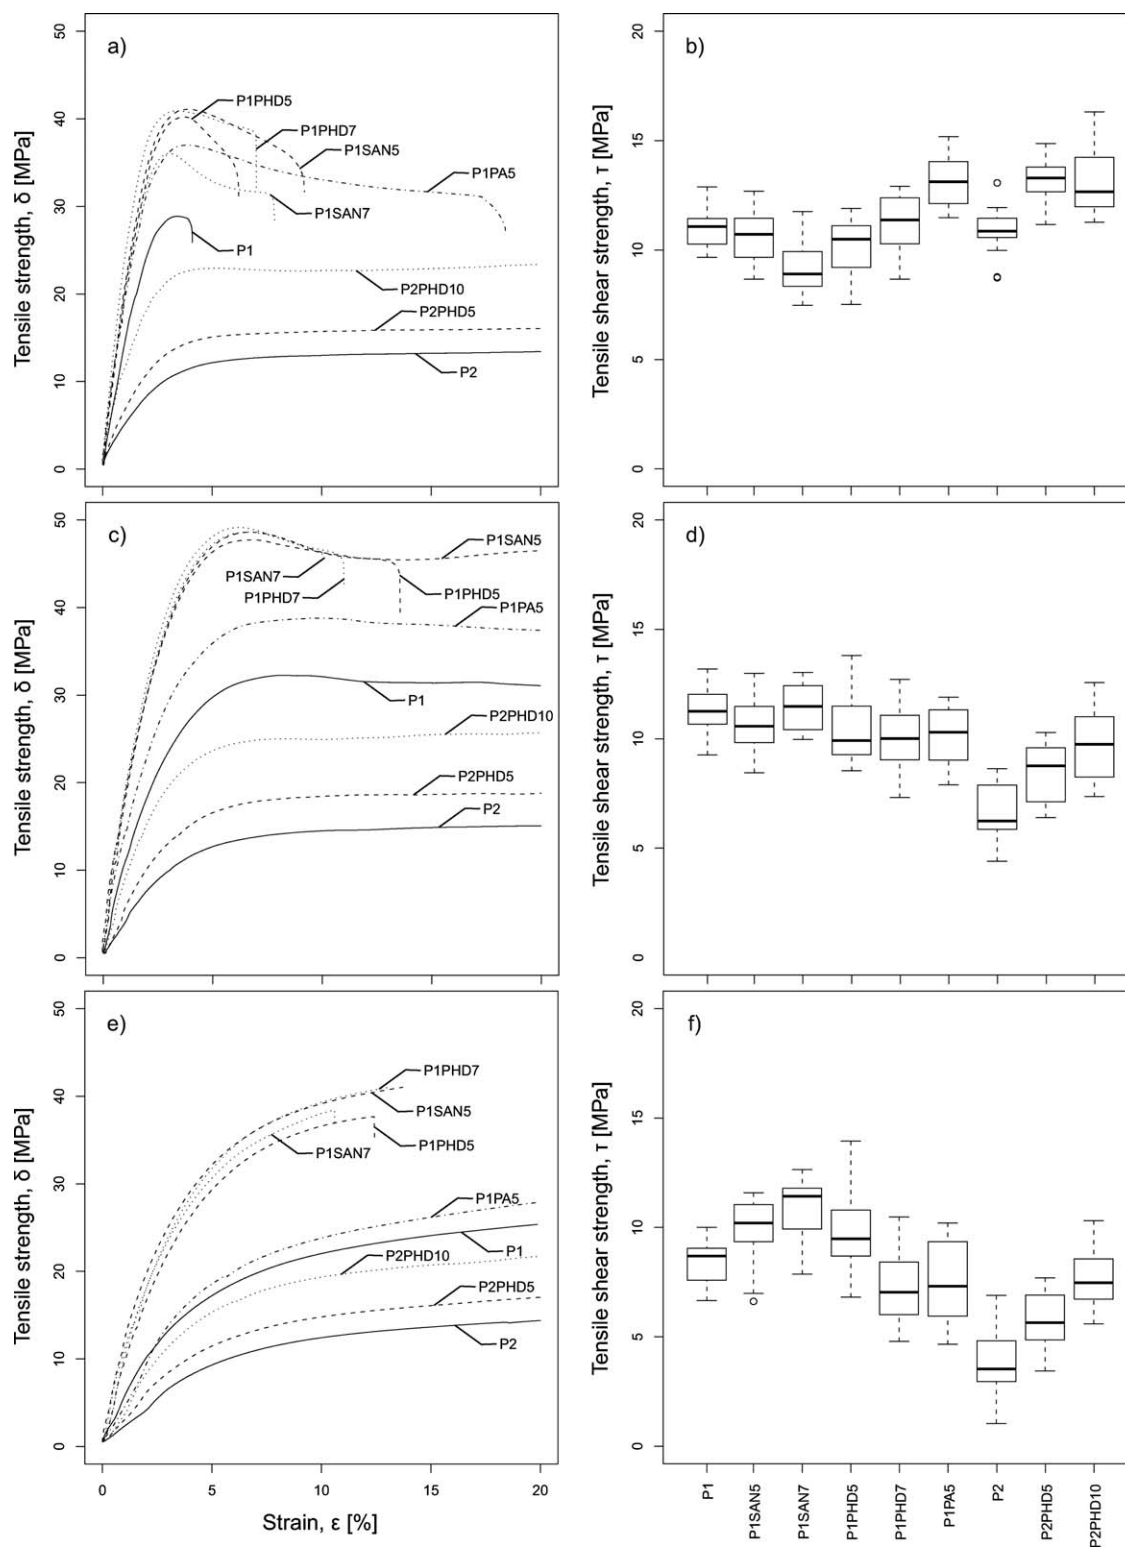 a)
Tensile strength, δ [MPa]
50
40
30
20
10
0
P1PHD5
P1PHD7
P1SAN5
P1PA5
P1SAN7
P1
P2PHD10
P2PHD5
P2
b)
Tensile shear strength, τ [MPa]
20
15
10
5
0
c)
Tensile strength, δ [MPa]
50
40
30
20
10
0
P1SAN5
P1SAN7
P1PHD7
P1PHD5
P1PA5
P1
P2PHD10
P2PHD5
P2
d)
Tensile shear strength, τ [MPa]
20
15
10
5
0
e)
Tensile strength, δ [MPa]
50
40
30
20
10
0
P1PHD7
P1SAN5
P1SAN7
P1PHD5
P1PA5
P1
P2PHD10
P2PHD5
P2
0 5 10 15 20
Strain, ε [%]
f)
Tensile shear strength, τ [MPa]
20
15
10
5
0
P1
P1SAN5
P1SAN7
P1PHD5
P1PHD7
P1PA5
P2
P2PHD5
P2PHD10